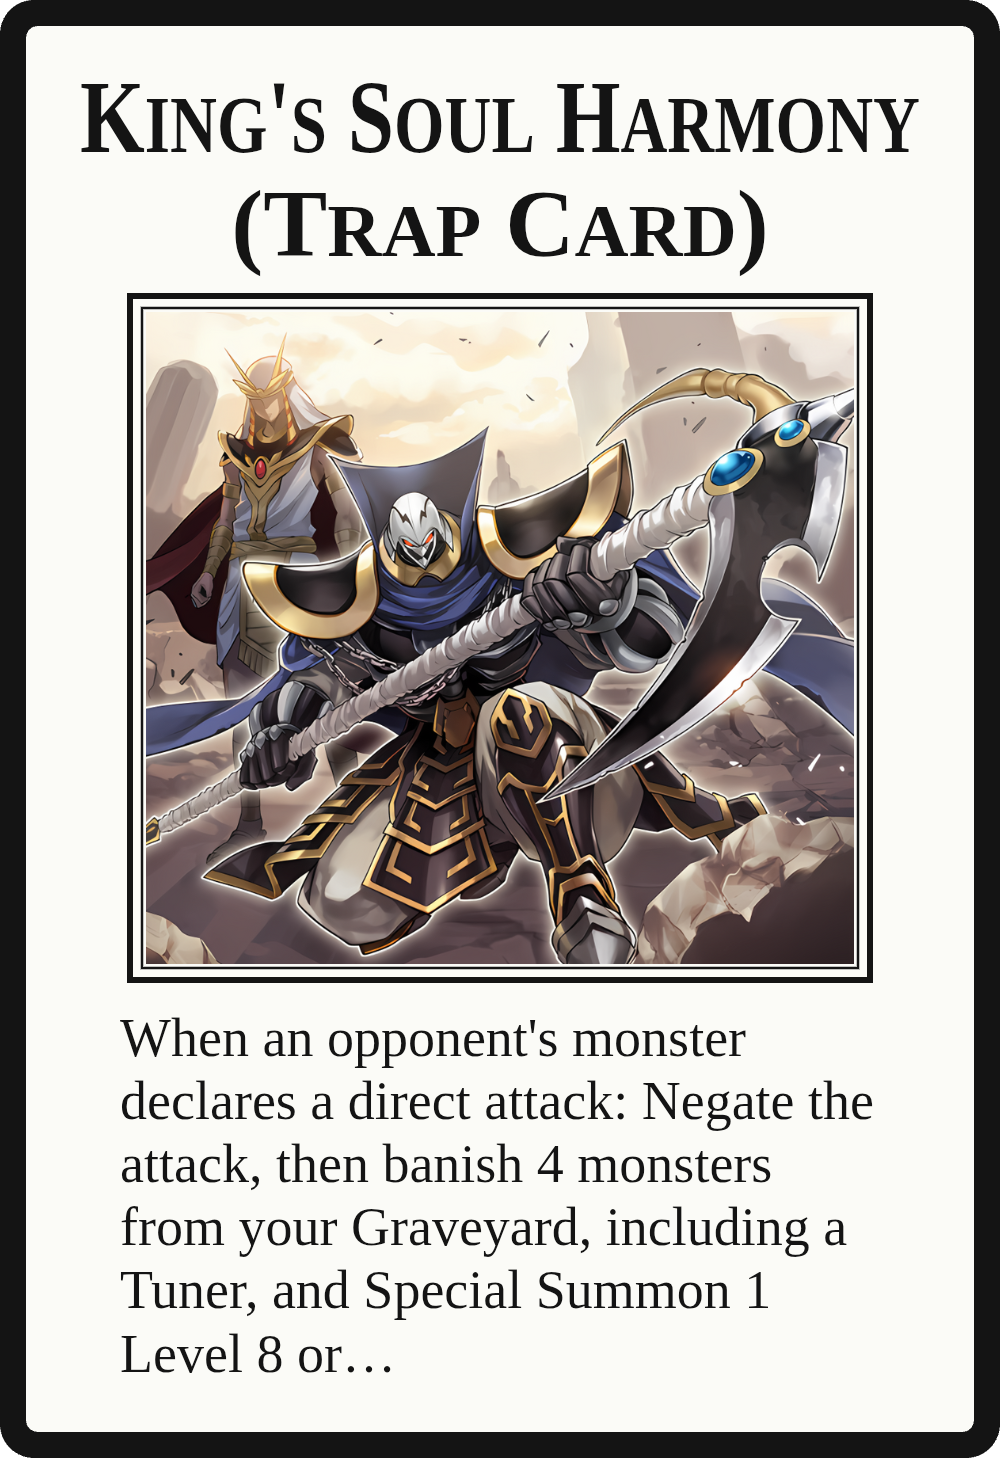 King's Soul Harmony
(Trap Card)
When an opponent's monster
declares a direct attack: Negate the
attack, then banish 4 monsters
from your Graveyard, including a
Tuner, and Special Summon 1
Level 8 or…